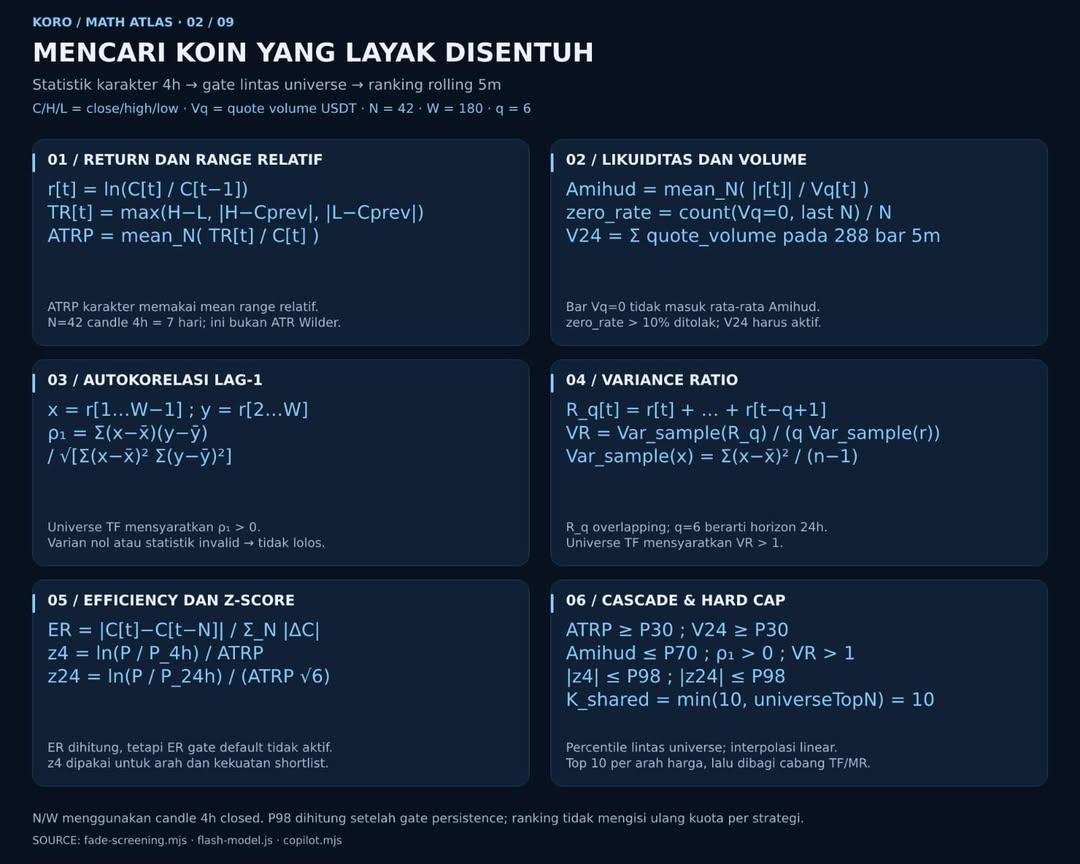 KORO / MATH ATLAS · 02 / 09
MENCARI KOIN YANG LAYAK DISENTUH
Statistik karakter 4h → gate lintas universe → ranking rolling 5m
C/H/L = close/high/low · Vq = quote volume USDT · N = 42 · W = 180 · q = 6
01 / RETURN DAN RANGE RELATIF
r[t] = ln(C[t] / C[t−1])
TR[t] = max(H−L, |H−Cprev|, |L−Cprev|)
ATRP = mean_N( TR[t] / C[t] )
ATRP karakter memakai mean range relatif.
N=42 candle 4h = 7 hari; ini bukan ATR Wilder.
02 / LIKUIDITAS DAN VOLUME
Amihud = mean_N( |r[t]| / Vq[t] )
zero_rate = count(Vq=0, last N) / N
V24 = Σ quote_volume pada 288 bar 5m
Bar Vq=0 tidak masuk rata-rata Amihud.
zero_rate > 10% ditolak; V24 harus aktif.
03 / AUTOKORELASI LAG-1
x = r[1…W−1] ; y = r[2…W]
ρ₁ = Σ(x−x̄)(y−ȳ)
/ √[Σ(x−x̄)² Σ(y−ȳ)²]
Universe TF mensyaratkan ρ₁ > 0.
Varian nol atau statistik invalid → tidak lolos.
04 / VARIANCE RATIO
R_q[t] = r[t] + … + r[t−q+1]
VR = Var_sample(R_q) / (q Var_sample(r))
Var_sample(x) = Σ(x−x̄)² / (n−1)
R_q overlapping; q=6 berarti horizon 24h.
Universe TF mensyaratkan VR > 1.
05 / EFFICIENCY DAN Z-SCORE
ER = |C[t]−C[t−N]| / Σ_N |ΔC|
z4 = ln(P / P_4h) / ATRP
z24 = ln(P / P_24h) / (ATRP √6)
ER dihitung, tetapi ER gate default tidak aktif.
z4 dipakai untuk arah dan kekuatan shortlist.
06 / CASCADE & HARD CAP
ATRP ≥ P30 ; V24 ≥ P30
Amihud ≤ P70 ; ρ₁ > 0 ; VR > 1
|z4| ≤ P98 ; |z24| ≤ P98
K_shared = min(10, universeTopN) = 10
Percentile lintas universe; interpolasi linear.
Top 10 per arah harga, lalu dibagi cabang TF/MR.
N/W menggunakan candle 4h closed. P98 dihitung setelah gate persistence; ranking tidak mengisi ulang kuota per strategi.
SOURCE: fade-screening.mjs · flash-model.js · copilot.mjs